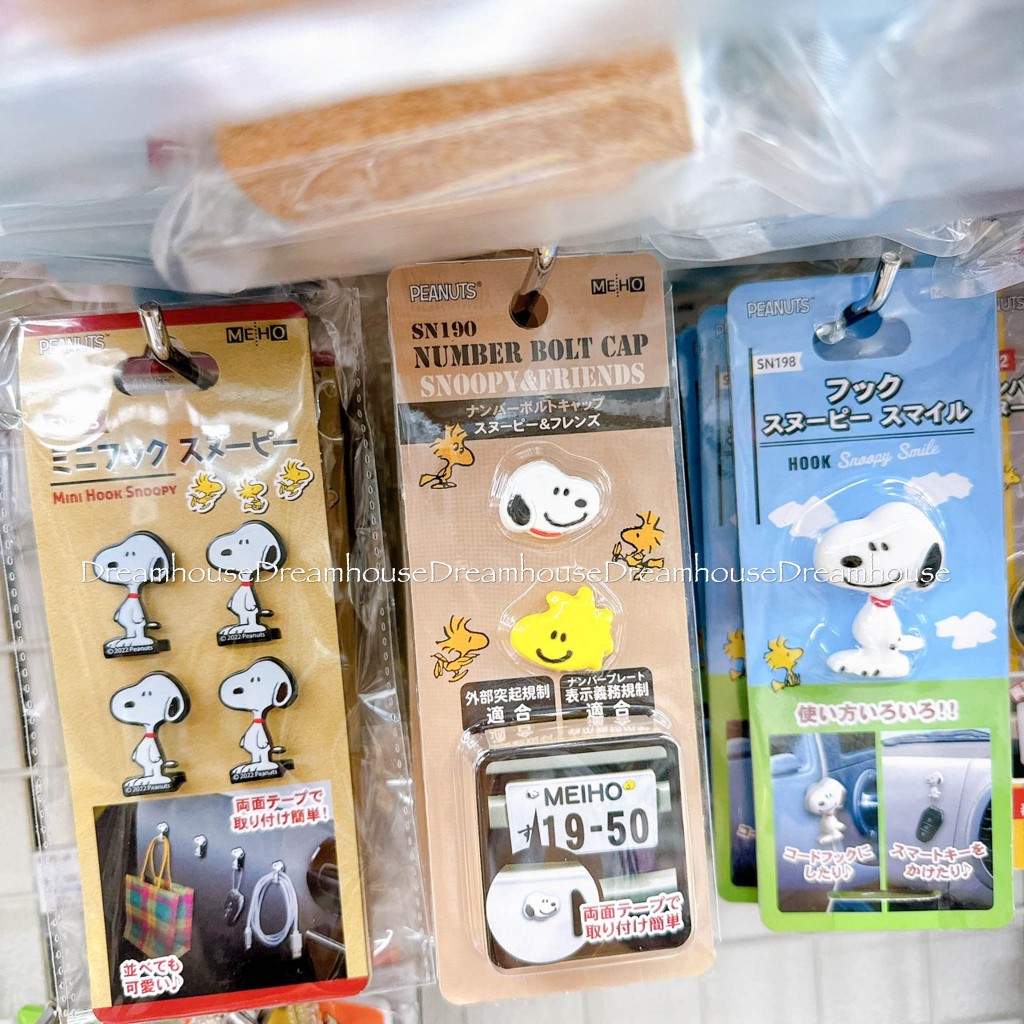 PEANUTS
MEIHO
ミニフック スヌーピー
MINI HOOK SNOOPY
© 2022 Peanuts
© 2022 Peanuts
© 2022 Peanuts
© 2022 Peanuts
両面テープで
取り付け簡単!
並べても
可愛い♪
PEANUTS
MEIHO
SN190
NUMBER BOLT CAP
SNOOPY&FRIENDS
ナンバーボルトキャップ
スヌーピー&フレンズ
外部突起規制
適合
ナンバープレート
表示義務規制
適合
MEIHO
す 19-50
両面テープで
取り付け簡単
PEANUTS
SN198
フック
スヌーピー スマイル
HOOK Snoopy Smile
使い方いろいろ!!
コードフックに
したり♪
スマートキーを
かけたり♪
DreamhouseDreamhouseDreamhouseDreamhouseDreamhouse